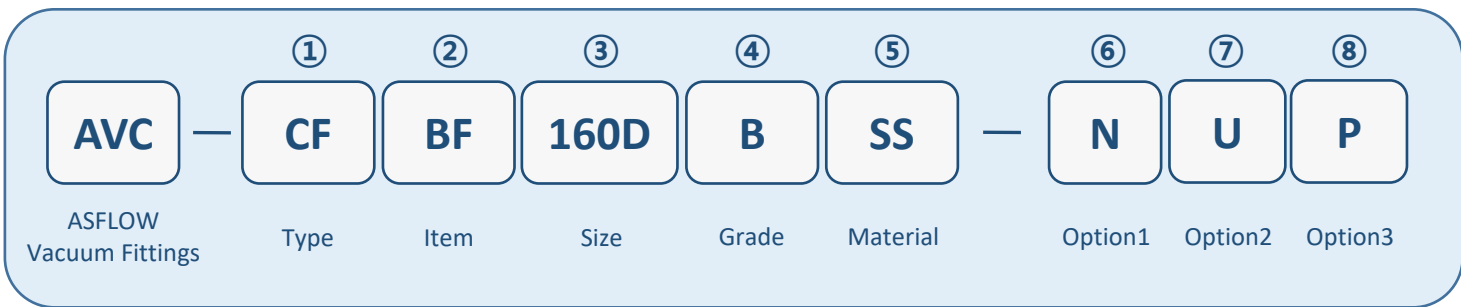 ① ② ③ ④ ⑤ ⑥ ⑦ ⑧
AVC — CF BF 160D B SS — N U P
ASFLOW
Vacuum Fittings
Type Item Size Grade Material Option1 Option2 Option3